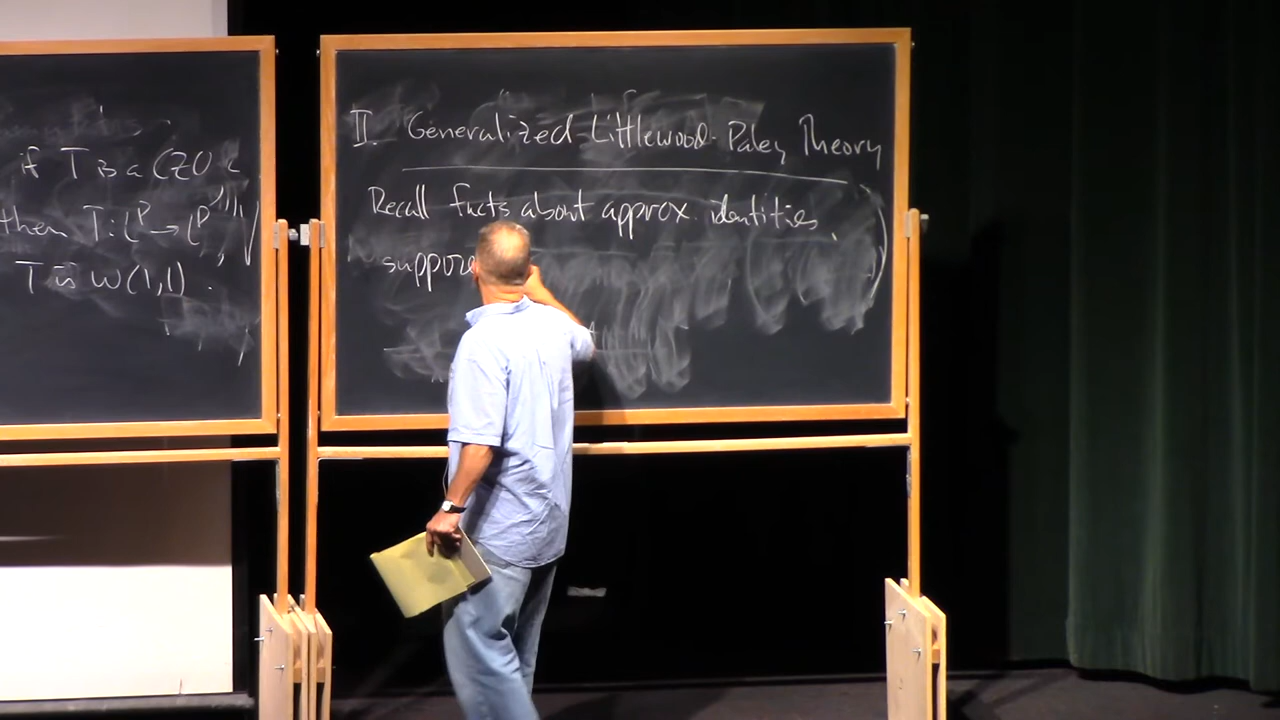 if T is a CZO &
then T: L^p → L^p,
T is W(1,1).
II. Generalized Littlewood-Paley Theory
Recall facts about approx. identities,
suppose